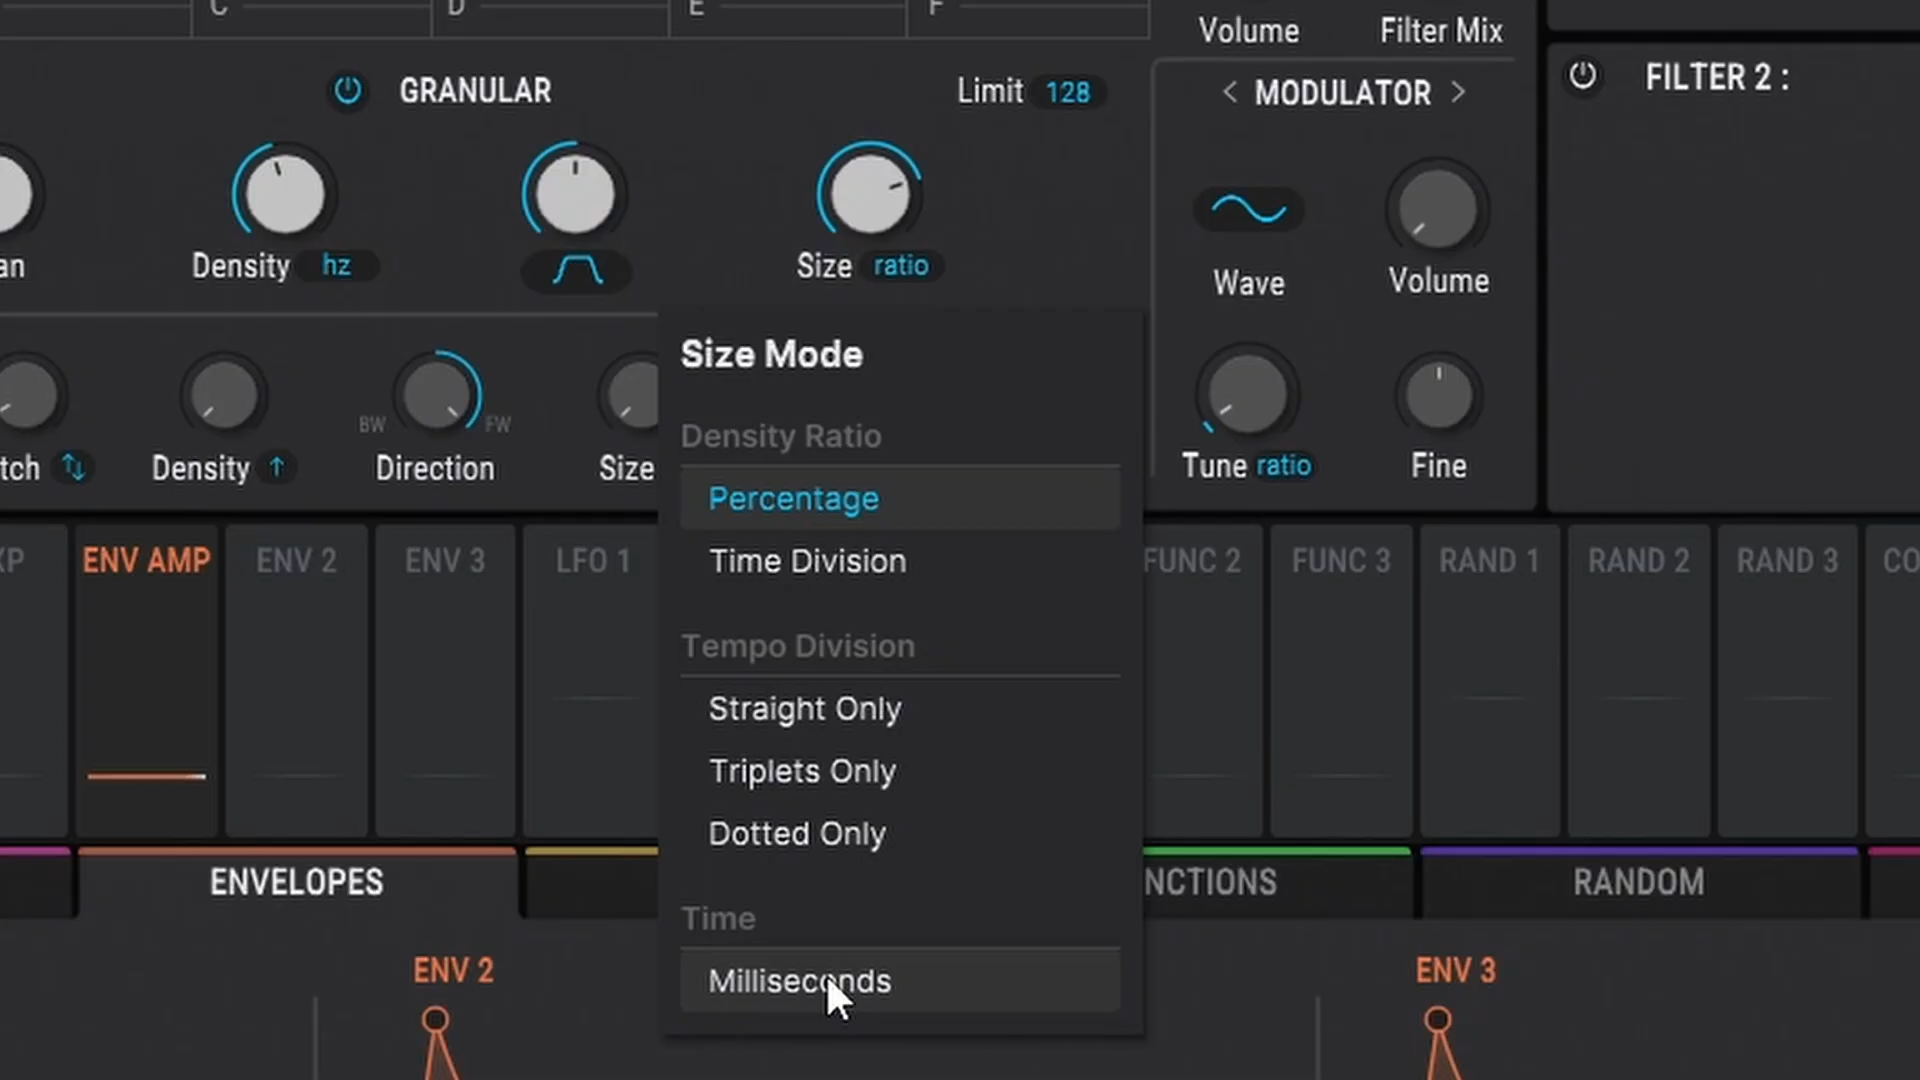 C D E F
Volume Filter Mix
GRANULAR Limit 128
< MODULATOR >
FILTER 2 :
an Density hz Size ratio
Wave Volume
tch Density Direction Size
BW FW
Tune ratio Fine
Size Mode
Density Ratio
Percentage
Time Division
Tempo Division
Straight Only
Triplets Only
Dotted Only
Time
Milliseconds
XP ENV AMP ENV 2 ENV 3 LFO 1 FUNC 2 FUNC 3 RAND 1 RAND 2 RAND 3 CO
ENVELOPES NCTIONS RANDOM
ENV 2 ENV 3